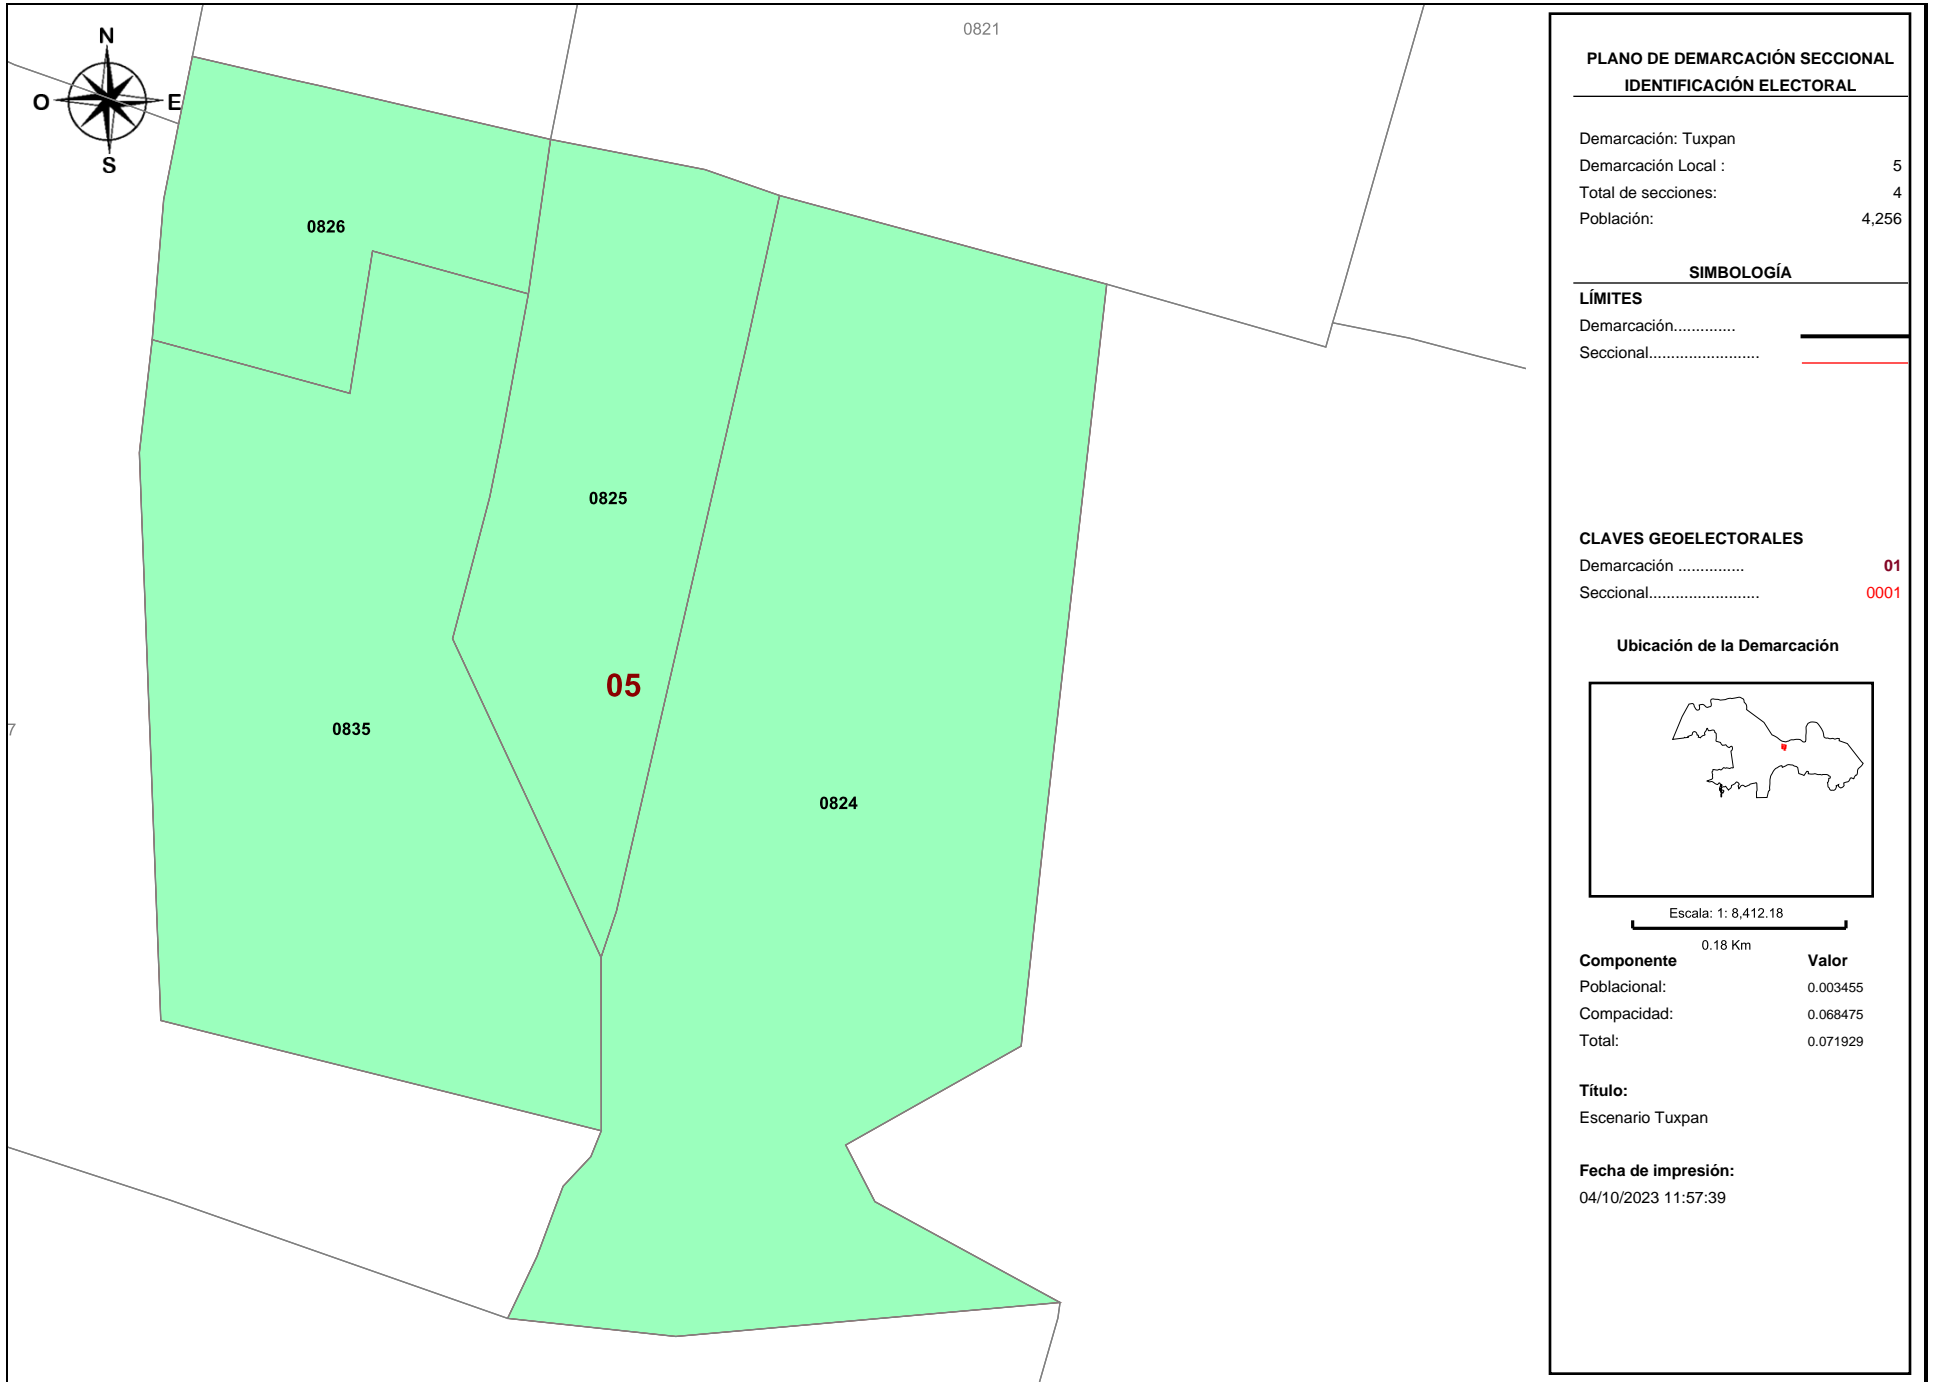 N
O
E
S
0821
0826
0825
05
0835
0824
7
PLANO DE DEMARCACIÓN SECCIONAL
IDENTIFICACIÓN ELECTORAL
Demarcación: Tuxpan
Demarcación Local : 5
Total de secciones: 4
Población: 4,256
SIMBOLOGÍA
LÍMITES
Demarcación..............
Seccional.........................
CLAVES GEOELECTORALES
Demarcación ............... 01
Seccional......................... 0001
Ubicación de la Demarcación
Escala: 1: 8,412.18
0.18 Km
Componente Valor
Poblacional: 0.003455
Compacidad: 0.068475
Total: 0.071929
Título:
Escenario Tuxpan
Fecha de impresión:
04/10/2023 11:57:39